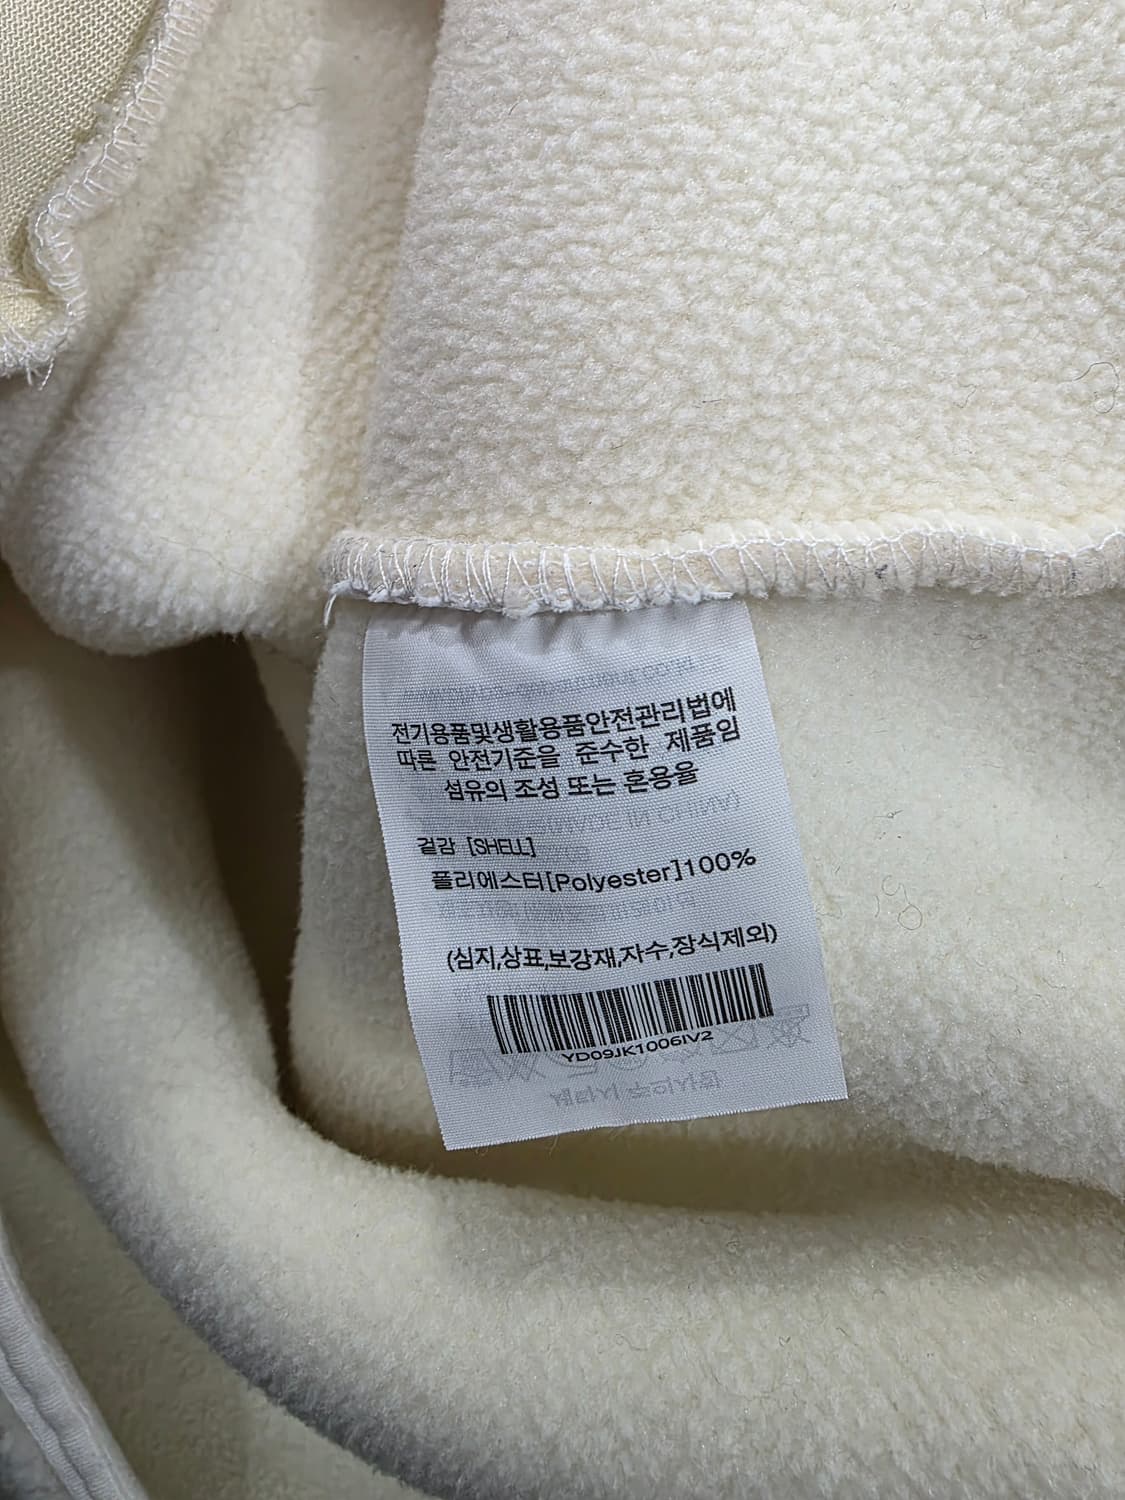 전기용품및생활용품안전관리법에
따른 안전기준을 준수한 제품임
섬유의 조성 또는 혼용율
겉감 [SHELL]
폴리에스터[Polyester]100%
(심지,상표,보강재,자수,장식제외)
YD09JK1006IV2